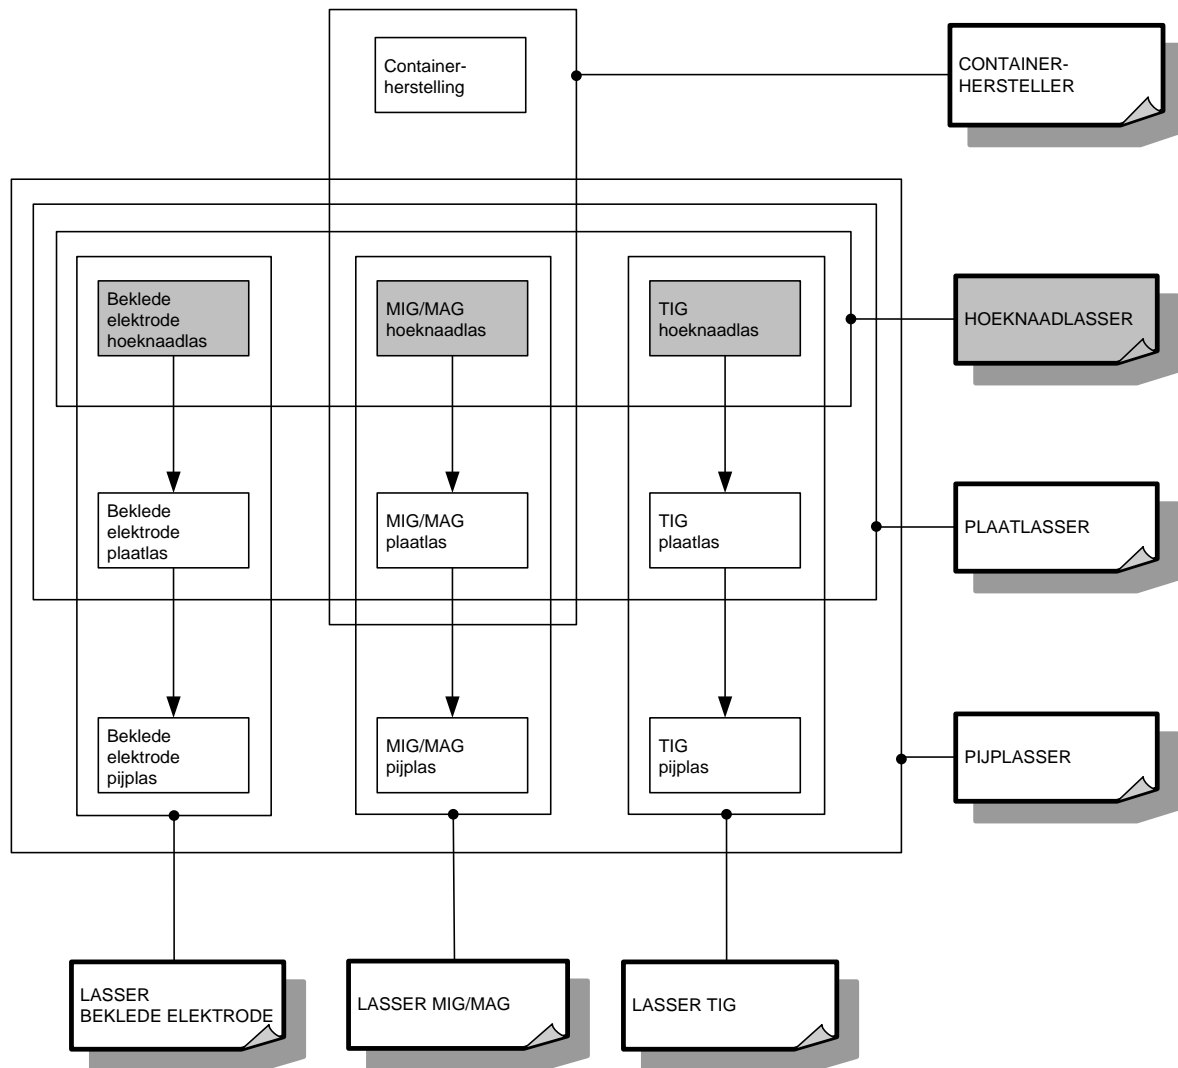 Container-
herstelling
CONTAINER-
HERSTELLER
Beklede
elektrode
hoeknaadlas
MIG/MAG
hoeknaadlas
TIG
hoeknaadlas
HOEKNAADLASSER
Beklede
elektrode
plaatlas
MIG/MAG
plaatlas
TIG
plaatlas
PLAATLASSER
Beklede
elektrode
pijplas
MIG/MAG
pijplas
TIG
pijplas
PIJPLASSER
LASSER
BEKLEDE ELEKTRODE
LASSER MIG/MAG
LASSER TIG